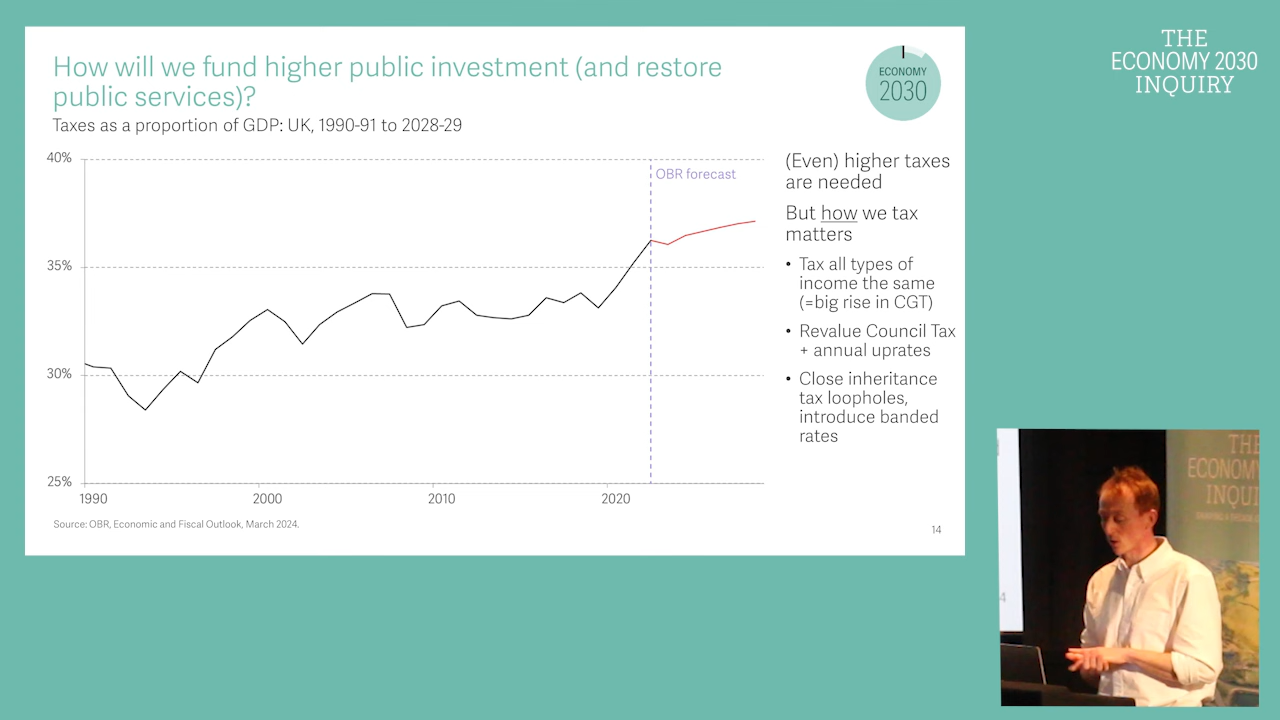 How will we fund higher public investment (and restore
public services)?
Taxes as a proportion of GDP: UK, 1990-91 to 2028-29
ECONOMY
2030
THE
ECONOMY 2030
INQUIRY
40%
35%
30%
25%
OBR forecast
1990
2000
2010
2020
(Even) higher taxes
are needed
But how we tax
matters
• Tax all types of
income the same
(=big rise in CGT)
• Revalue Council Tax
+ annual uprates
• Close inheritance
tax loopholes,
introduce banded
rates
Source: OBR, Economic and Fiscal Outlook, March 2024.
14
THE
ECONOMY
INQUI
4